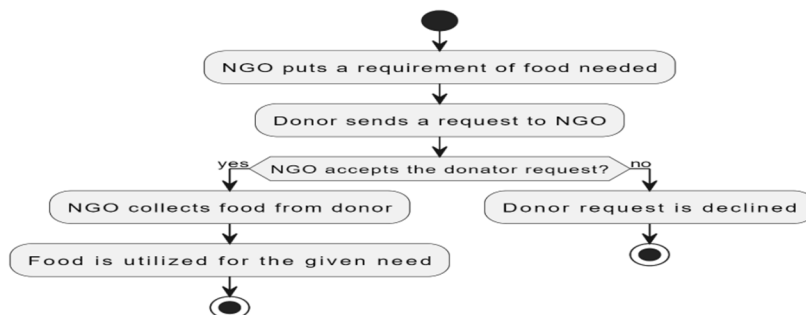 NGO puts a requirement of food needed
Donor sends a request to NGO
yes
NGO accepts the donator request?
no
NGO collects food from donor
Donor request is declined
Food is utilized for the given need